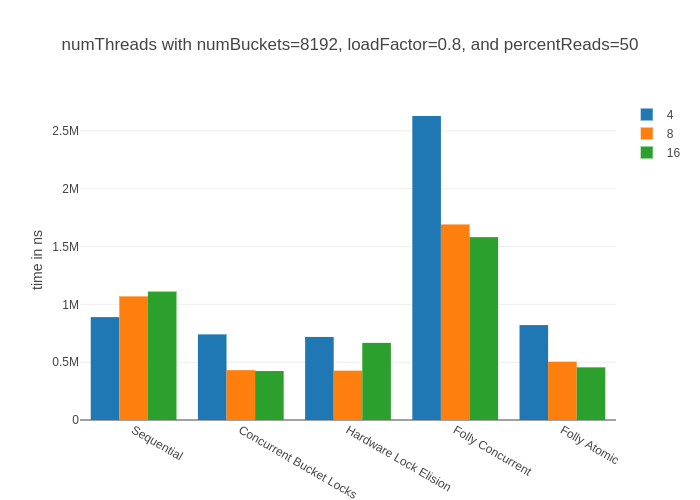 numThreads with numBuckets=8192, loadFactor=0.8, and percentReads=50
4
8
16
time in ns
2.5M
2M
1.5M
1M
0.5M
0
Sequential
Concurrent Bucket Locks
Hardware Lock Elision
Folly Concurrent
Folly Atomic